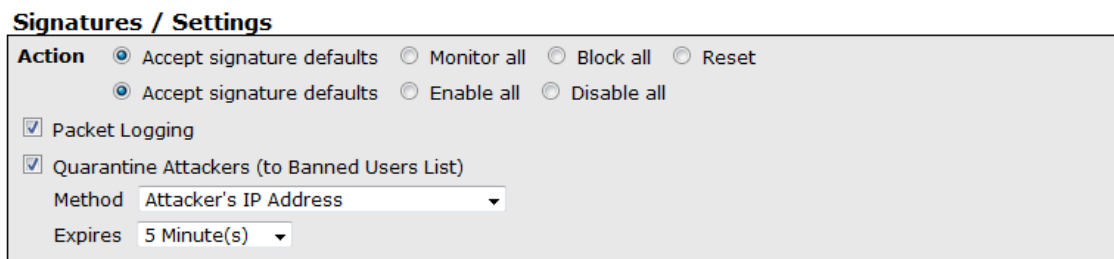 Signatures / Settings
Action Accept signature defaults Monitor all Block all Reset
Accept signature defaults Enable all Disable all
Packet Logging
Quarantine Attackers (to Banned Users List)
Method Attacker's IP Address
Expires 5 Minute(s)